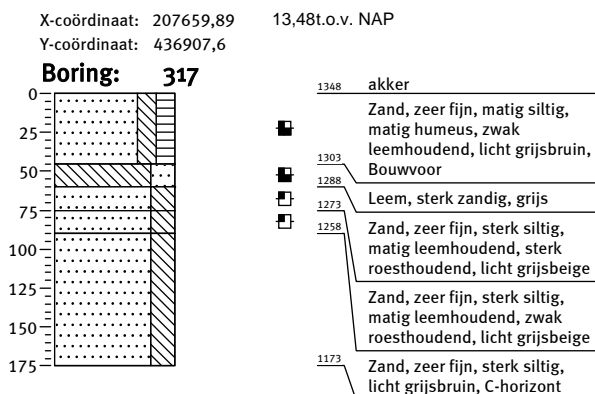 X-coördinaat: 207659,89 13,48t.o.v. NAP
Y-coördinaat: 436907,6
Boring: 317
0
25
50
75
100
125
150
175
1348 akker
Zand, zeer fijn, matig siltig,
matig humeus, zwak
leemhoudend, licht grijsbruin,
1303 Bouwvoor
1288 Leem, sterk zandig, grijs
1273 Zand, zeer fijn, sterk siltig,
1258 matig leemhoudend, sterk
roesthoudend, licht grijsbeige
Zand, zeer fijn, sterk siltig,
matig leemhoudend, zwak
roesthoudend, licht grijsbeige
1173 Zand, zeer fijn, sterk siltig,
licht grijsbruin, C-horizont